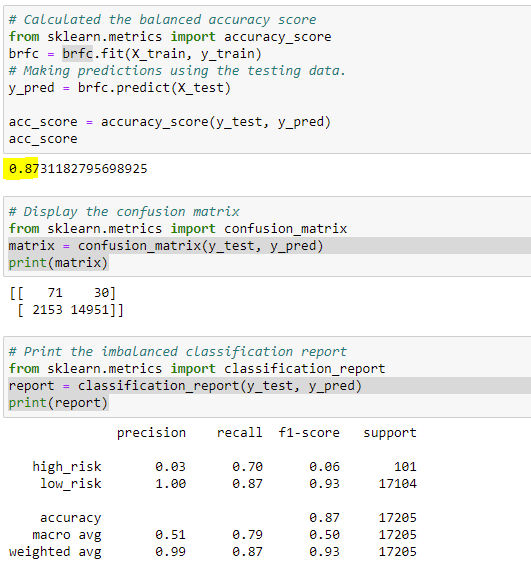 # Calculated the balanced accuracy score
from sklearn.metrics import accuracy_score
brfc = brfc.fit(X_train, y_train)
# Making predictions using the testing data.
y_pred = brfc.predict(X_test)
acc_score = accuracy_score(y_test, y_pred)
acc_score
0.8731182795698925
# Display the confusion matrix
from sklearn.metrics import confusion_matrix
matrix = confusion_matrix(y_test, y_pred)
print(matrix)
[[   71    30]
 [ 2153 14951]]
# Print the imbalanced classification report
from sklearn.metrics import classification_report
report = classification_report(y_test, y_pred)
print(report)
              precision    recall  f1-score   support
   high_risk       0.03      0.70      0.06       101
    low_risk       1.00      0.87      0.93     17104
    accuracy                           0.87     17205
   macro avg       0.51      0.79      0.50     17205
weighted avg       0.99      0.87      0.93     17205